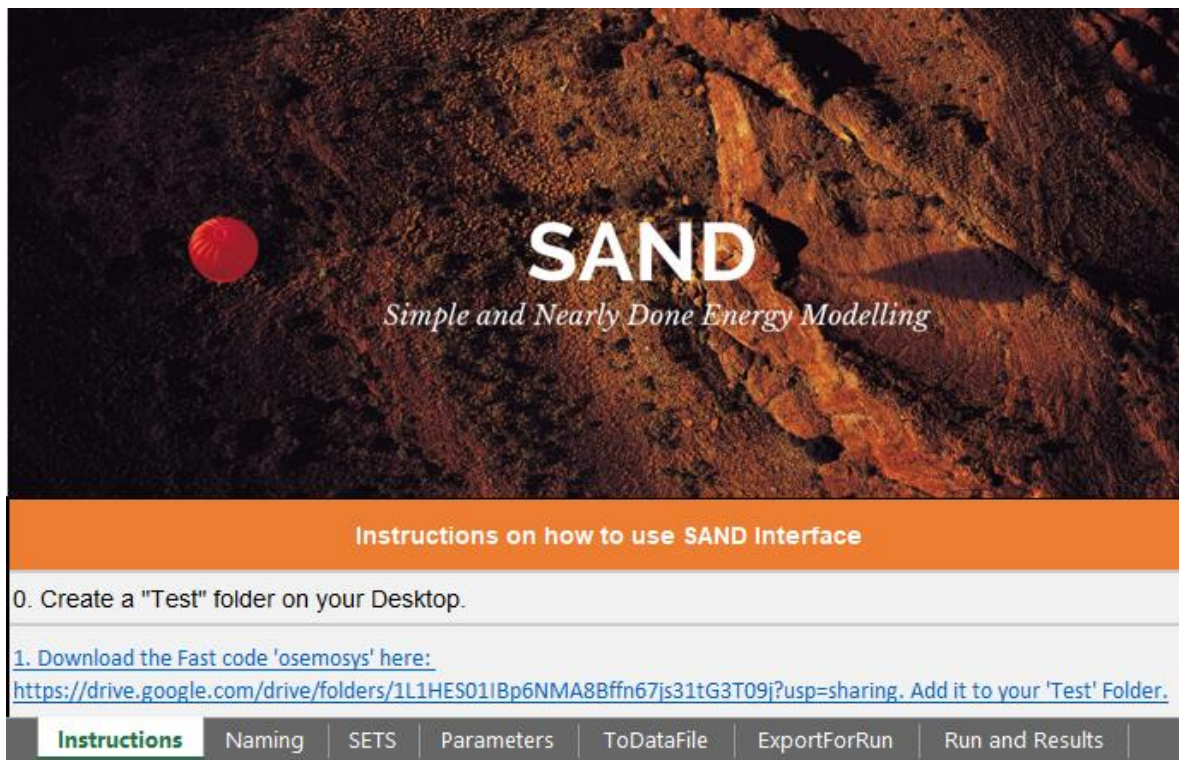 SAND
Simple and Nearly Done Energy Modelling
Instructions on how to use SAND Interface
0. Create a "Test" folder on your Desktop.
1. Download the Fast code 'osemosys' here:
https://drive.google.com/drive/folders/1L1HES01IBp6NMA8Bffn67js31tG3T09j?usp=sharing. Add it to your 'Test' Folder.
Instructions Naming SETS Parameters ToDataFile ExportForRun Run and Results